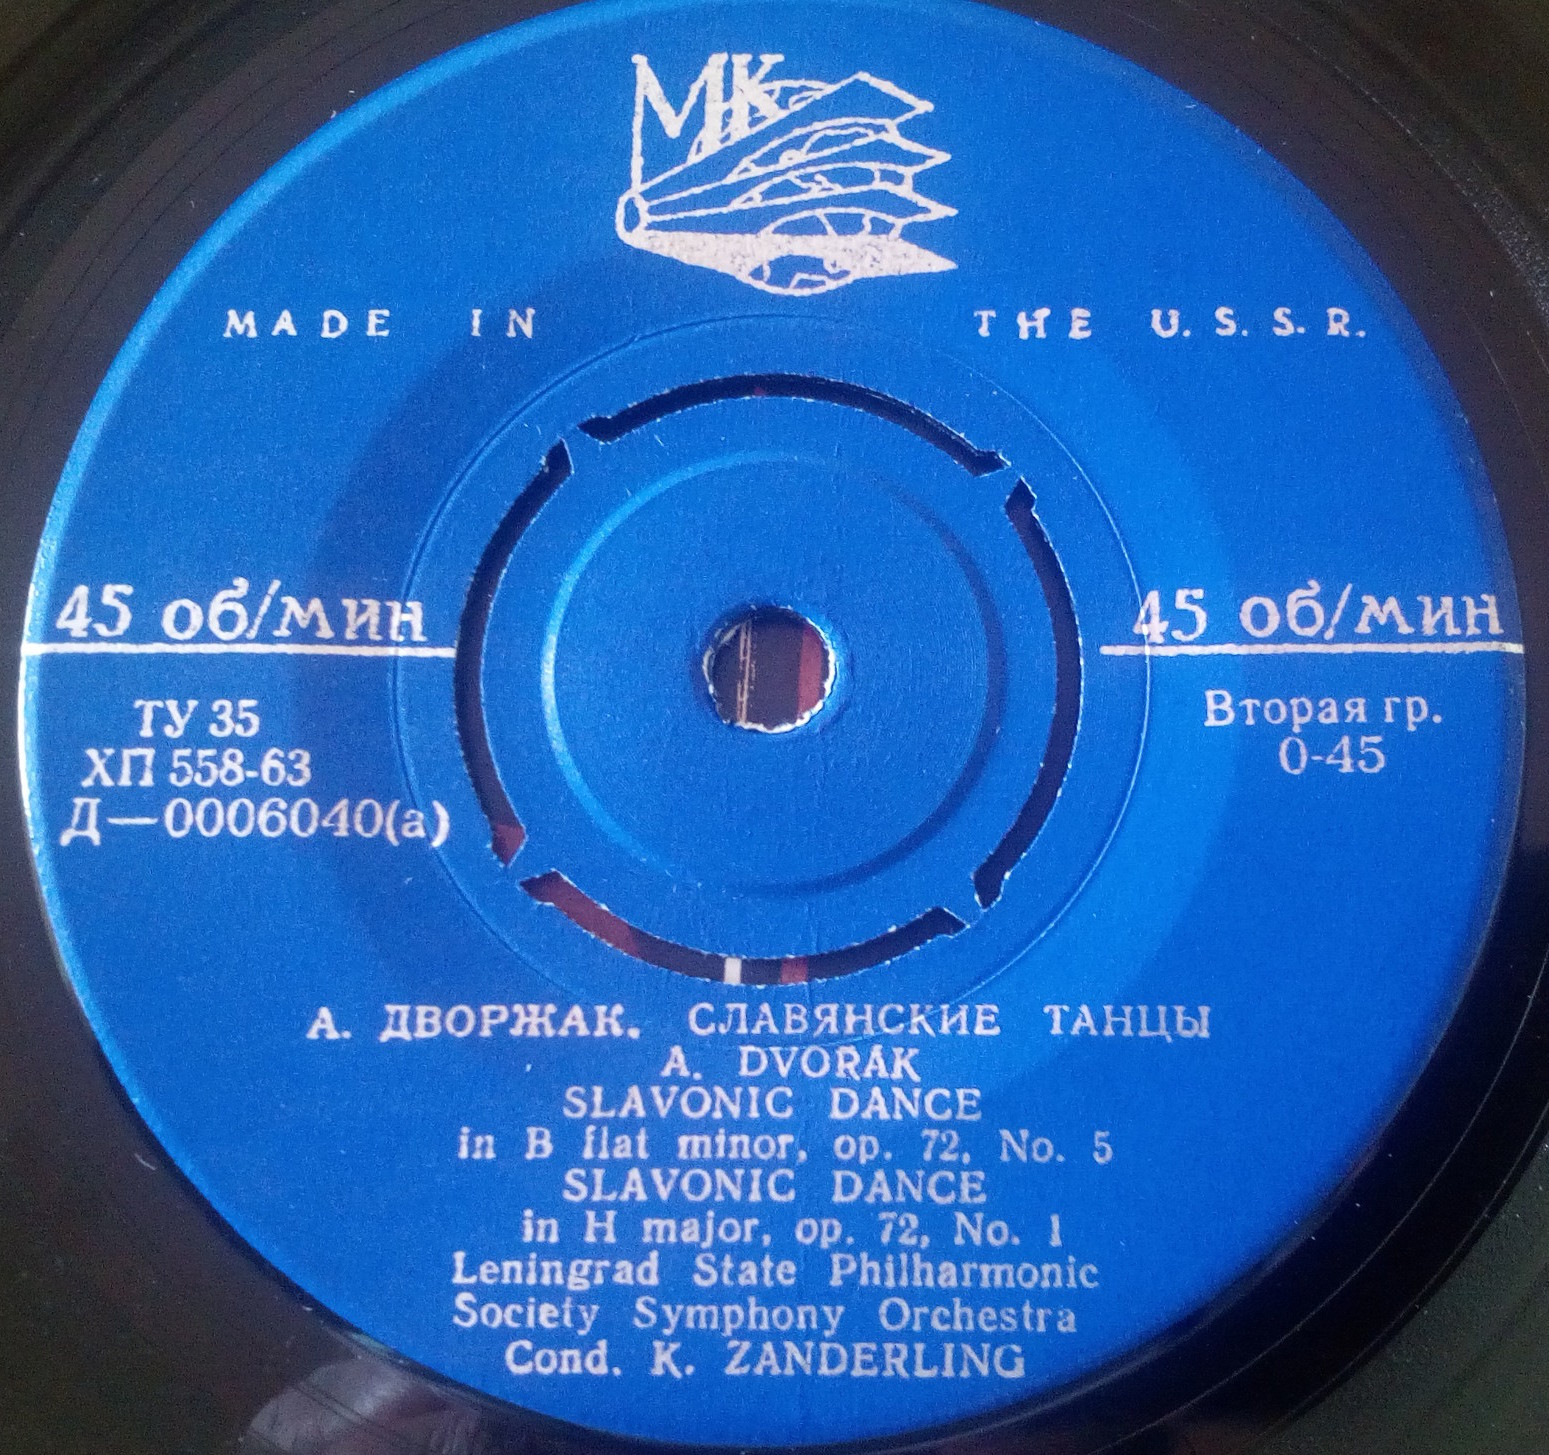 МК
MADE IN THE U.S.S.R.
45 об/мин
45 об/мин
ТУ 35
ХП 558-63
Д—0006040(а)
Вторая гр.
0-45
А. ДВОРЖАК. СЛАВЯНСКИЕ ТАНЦЫ
A. DVOŘÁK
SLAVONIC DANCE
in B flat minor, op. 72, No. 5
SLAVONIC DANCE
in H major, op. 72, No. 1
Leningrad State Philharmonic
Society Symphony Orchestra
Cond. K. ZANDERLING